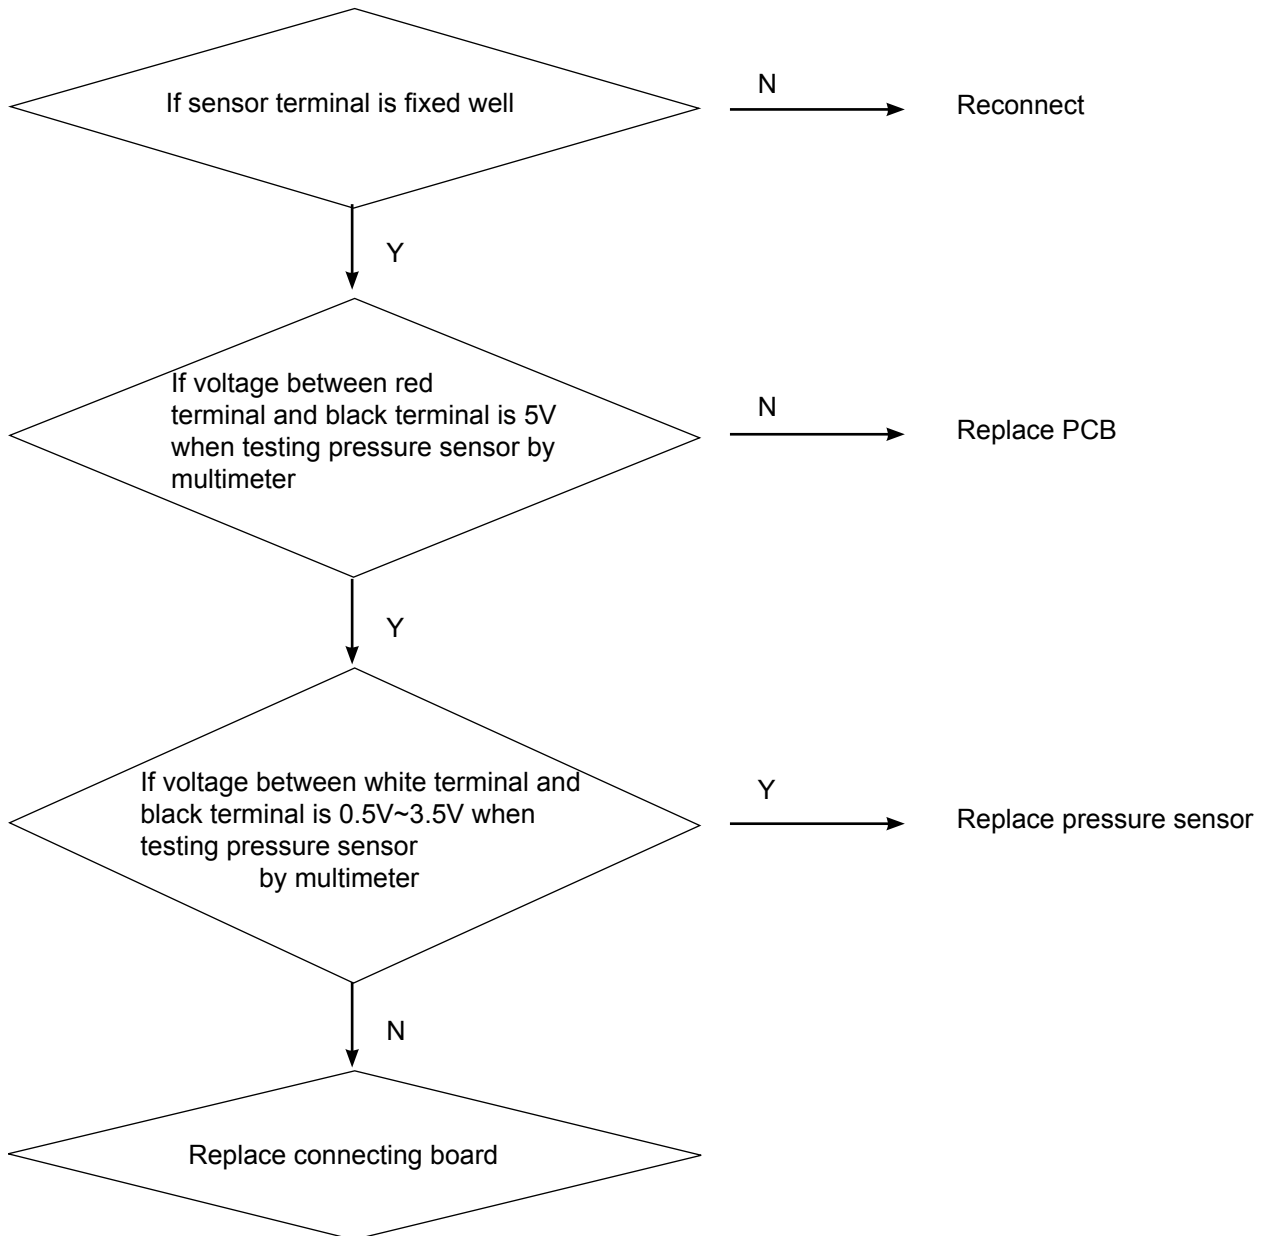 If sensor terminal is fixed well
N
Reconnect
Y
If voltage between red
terminal and black terminal is 5V
when testing pressure sensor by
multimeter
N
Replace PCB
Y
If voltage between white terminal and
black terminal is 0.5V~3.5V when
testing pressure sensor
by multimeter
Y
Replace pressure sensor
N
Replace connecting board